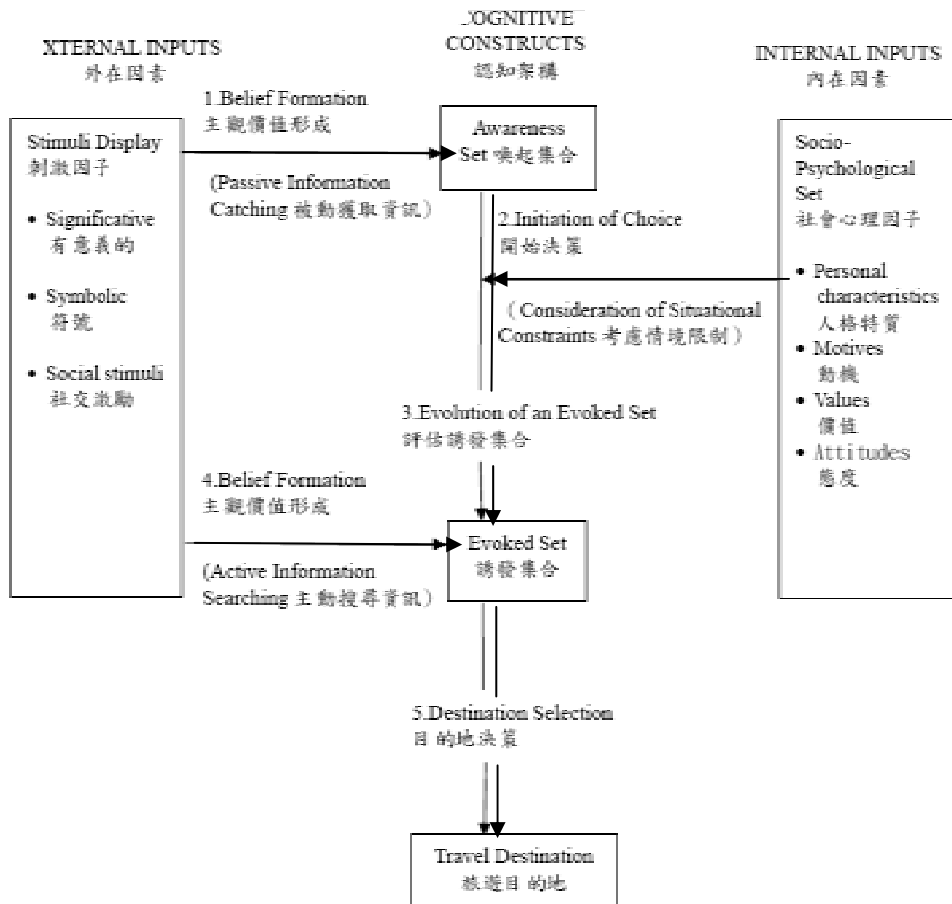 XTERNAL INPUTS
外在因素
COGNITIVE
CONSTRUCTS
認知架構
INTERNAL INPUTS
內在因素
Stimuli Display
刺激因子
• Significative
有意義的
• Symbolic
符號
• Social stimuli
社交激勵
1.Belief Formation
主觀價值形成
(Passive Information
Catching 被動獲取資訊)
Awareness
Set 喚起集合
2.Initiation of Choice
開始決策
(Consideration of Situational
Constraints 考慮情境限制)
Socio-
Psychological
Set
社會心理因子
• Personal
characteristics
人格特質
• Motives
動機
• Values
價值
• Attitudes
態度
3.Evolution of an Evoked Set
評估誘發集合
4.Belief Formation
主觀價值形成
(Active Information
Searching 主動搜尋資訊)
Evoked Set
誘發集合
5.Destination Selection
目的地決策
Travel Destination
旅遊目的地